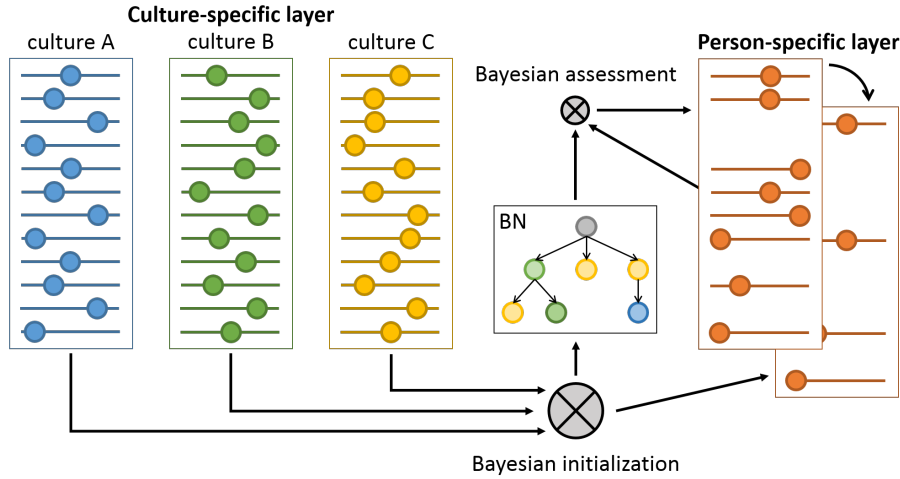 Culture-specific layer
culture A
culture B
culture C
Person-specific layer
Bayesian assessment
BN
Bayesian initialization